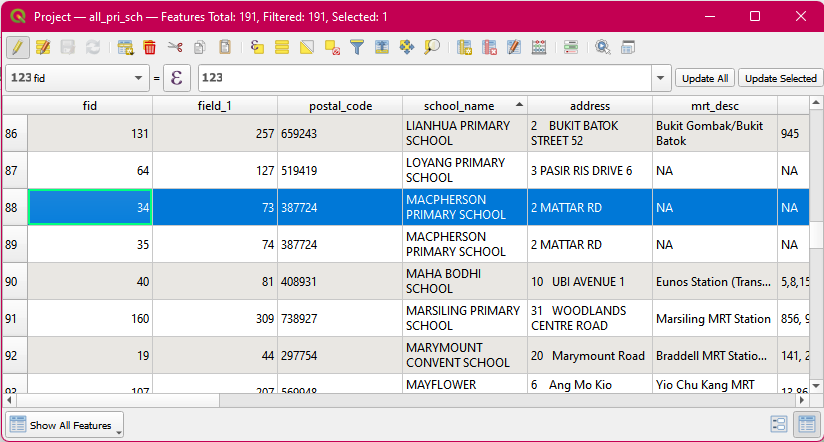 Project — all_pri_sch — Features Total: 191, Filtered: 191, Selected: 1
123 fid = ε 123 Update All Update Selected
fid field_1 postal_code school_name address mrt_desc
86 131 257 659243 LIANHUA PRIMARY SCHOOL 2 BUKIT BATOK STREET 52 Bukit Gombak/Bukit Batok 945
87 64 127 519419 LOYANG PRIMARY SCHOOL 3 PASIR RIS DRIVE 6 NA NA
88 34 73 387724 MACPHERSON PRIMARY SCHOOL 2 MATTAR RD NA NA
89 35 74 387724 MACPHERSON PRIMARY SCHOOL 2 MATTAR RD NA NA
90 40 81 408931 MAHA BODHI SCHOOL 10 UBI AVENUE 1 Eunos Station (Trans... 5,8,15
91 160 309 738927 MARSILING PRIMARY SCHOOL 31 WOODLANDS CENTRE ROAD Marsiling MRT Station 856, 9
92 19 44 297754 MARYMOUNT CONVENT SCHOOL 20 Marymount Road Braddell MRT Statio... 141, 2
93 107 207 569948 MAYFLOWER 6 Ang Mo Kio Yio Chu Kang MRT 13,86
Show All Features